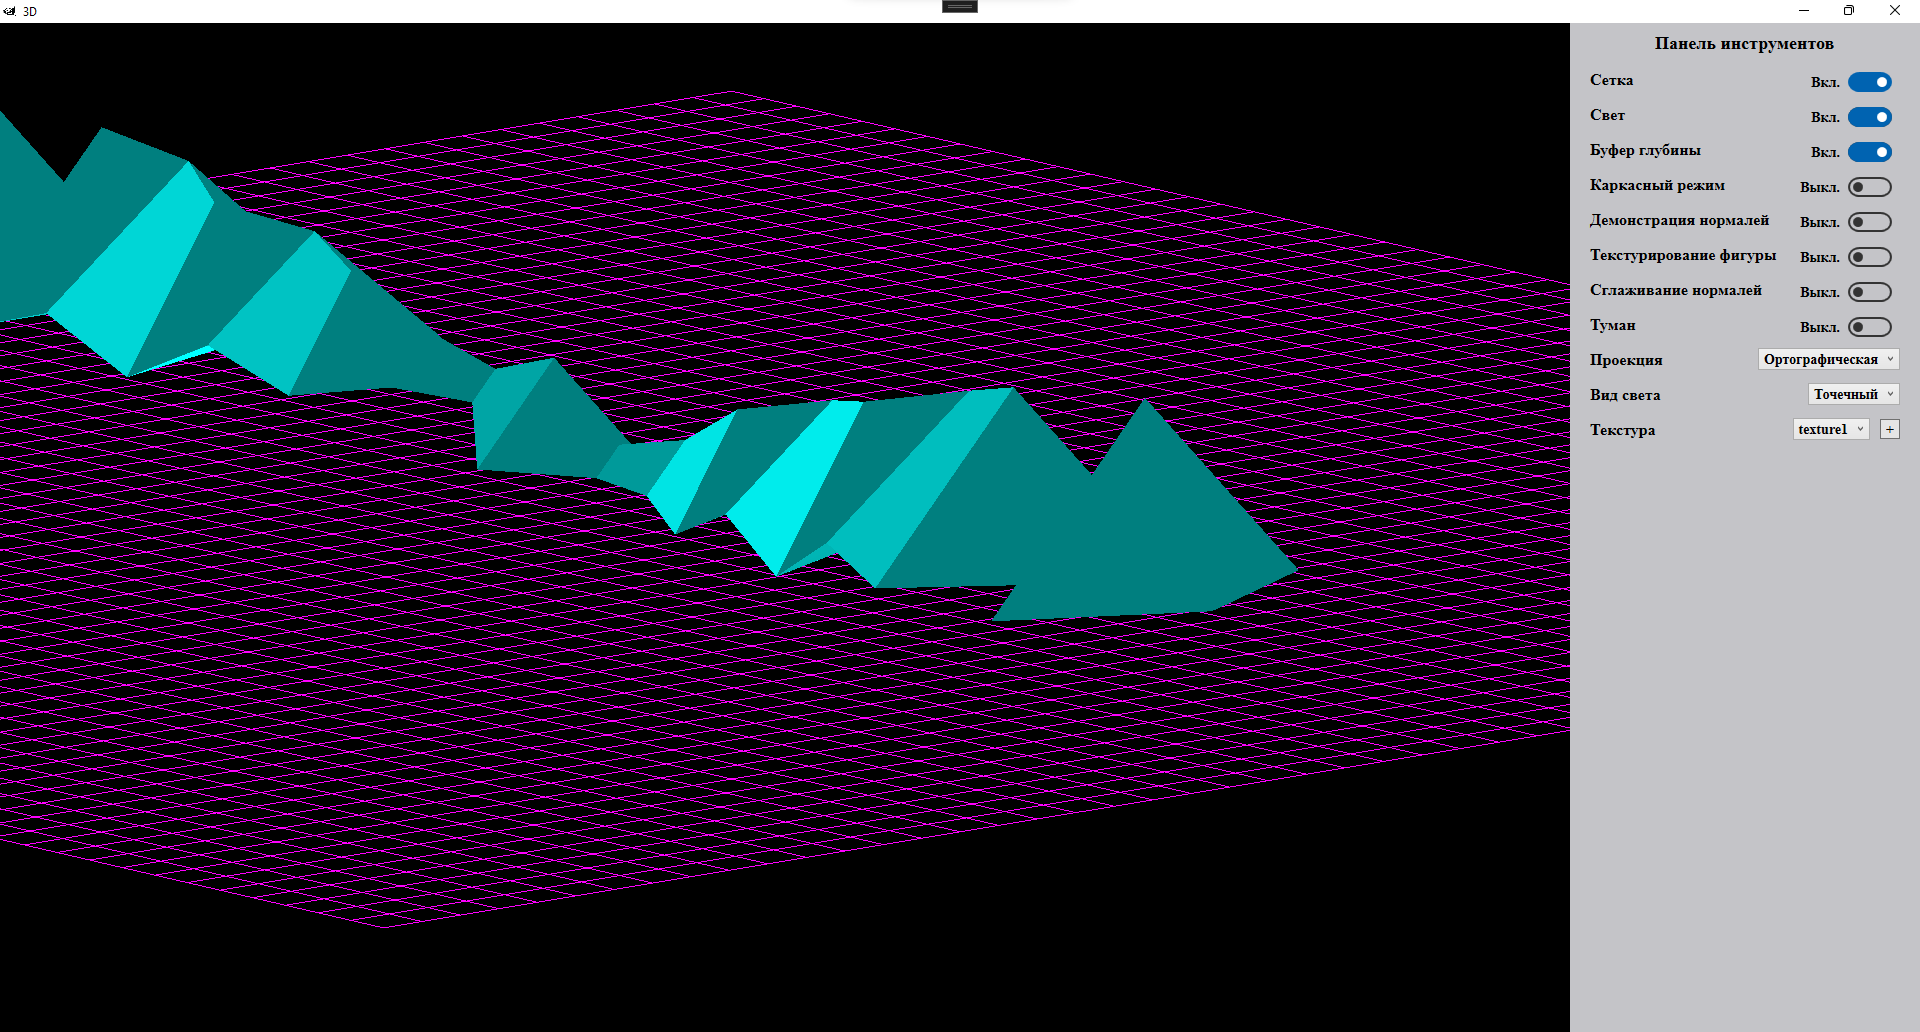 3D
Панель инструментов
Сетка Вкл.
Свет Вкл.
Буфер глубины Вкл.
Каркасный режим Выкл.
Демонстрация нормалей Выкл.
Текстурирование фигуры Выкл.
Сглаживание нормалей Выкл.
Туман Выкл.
Проекция Ортографическая
Вид света Точечный
Текстура texture1 +